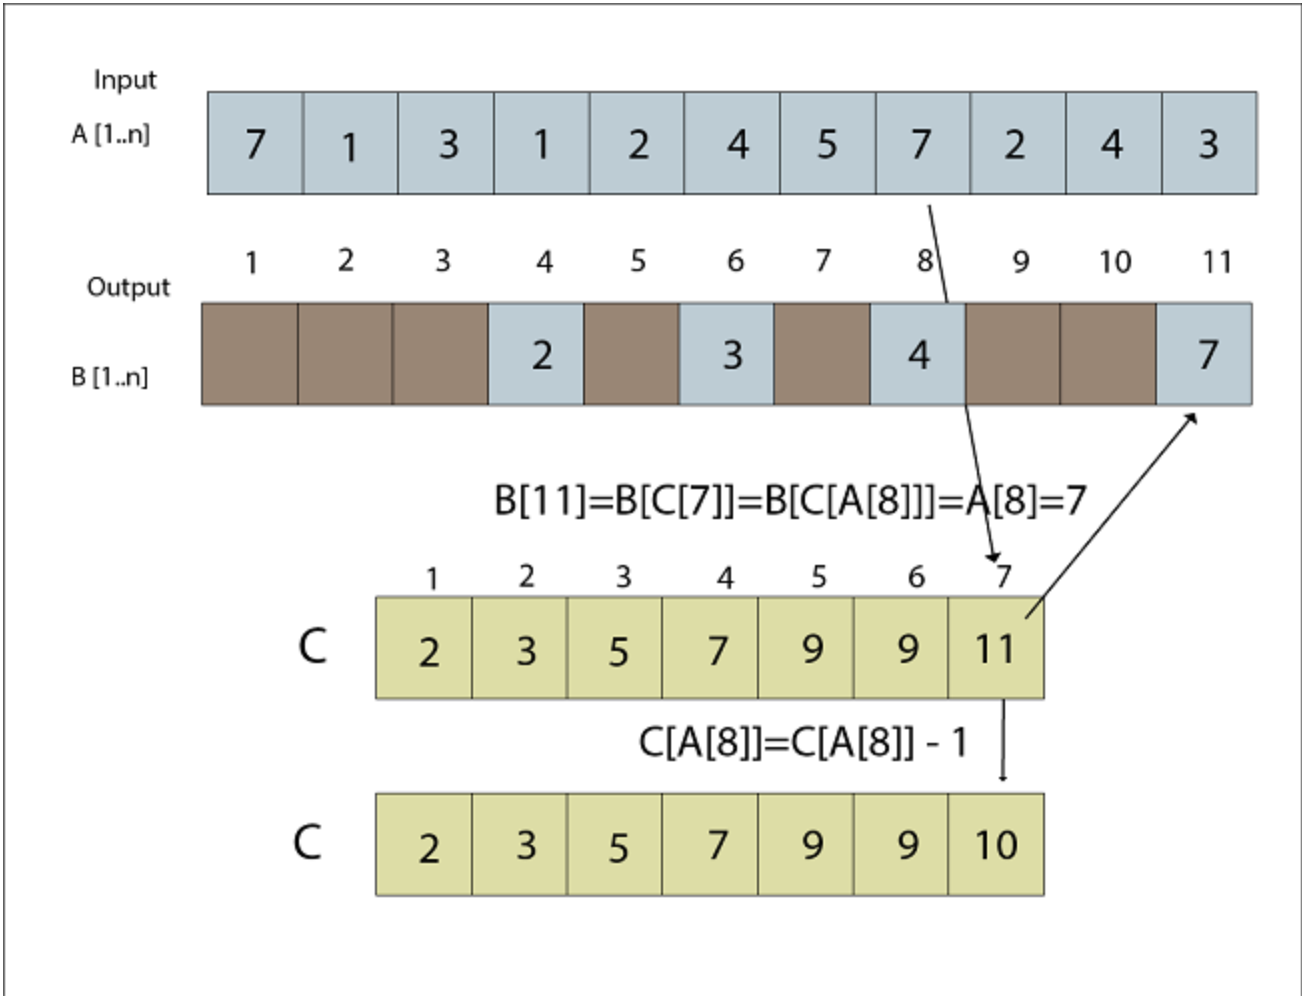 Input
A [1..n]
7 1 3 1 2 4 5 7 2 4 3
1 2 3 4 5 6 7 8 9 10 11
Output
B [1..n]
2 3 4 7
B[11]=B[C[7]]=B[C[A[8]]]=A[8]=7
1 2 3 4 5 6 7
C 2 3 5 7 9 9 11
C[A[8]]=C[A[8]] - 1
C 2 3 5 7 9 9 10